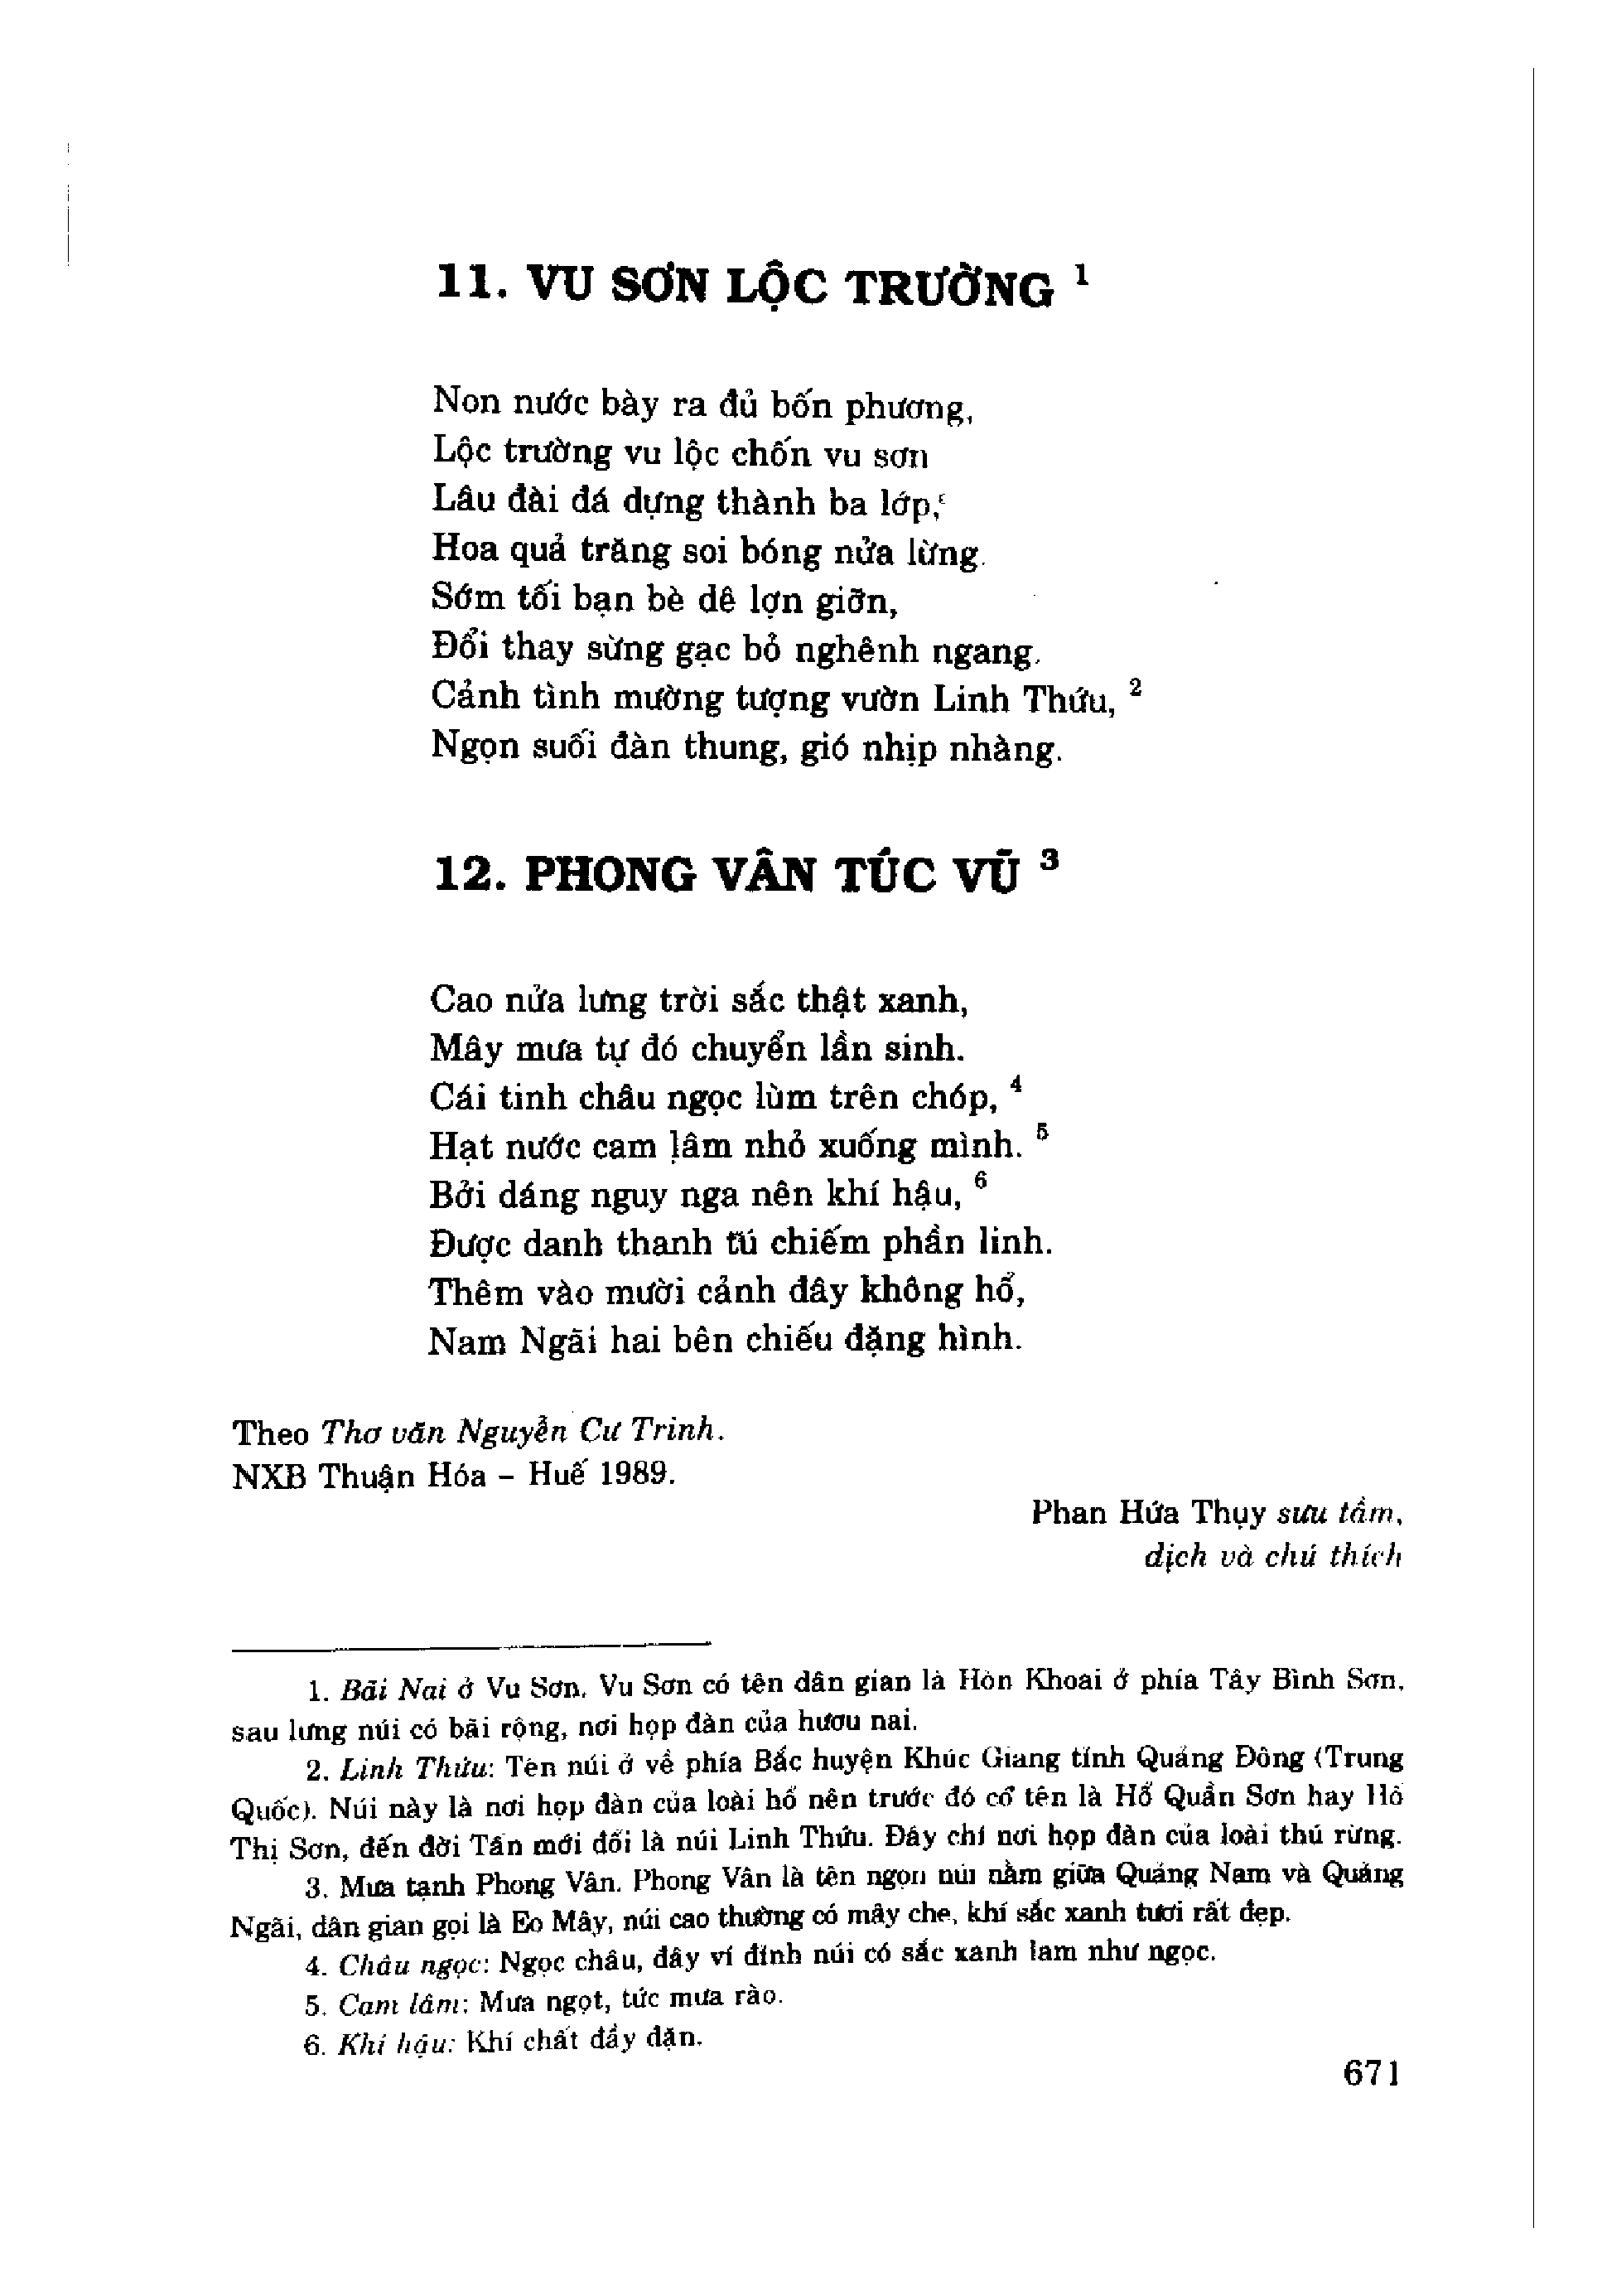 11. VU SƠN LỘC TRƯỜNG ¹
Non nước bày ra đủ bốn phương,
Lộc trường vu lộc chốn vu sơn
Lâu đài đá dựng thành ba lớp,
Hoa quả trăng soi bóng nửa lừng.
Sớm tối bạn bè dê lợn giỡn,
Đổi thay sừng gạc bỏ nghênh ngang.
Cảnh tình mường tượng vườn Linh Thứu, ²
Ngọn suối đàn thung, gió nhịp nhàng.
12. PHONG VÂN TÚC VŨ ³
Cao nửa lưng trời sắc thật xanh,
Mây mưa tự đó chuyển lần sinh.
Cái tinh châu ngọc lùm trên chóp, ⁴
Hạt nước cam lâm nhỏ xuống mình. ⁵
Bởi dáng nguy nga nên khí hậu, ⁶
Được danh thanh tú chiếm phần linh.
Thêm vào mười cảnh đây không hổ,
Nam Ngãi hai bên chiếu đặng hình.
Theo Thơ văn Nguyễn Cư Trinh.
NXB Thuận Hóa – Huế 1989.
Phan Hứa Thụy sưu tầm,
dịch và chú thích
1. Bãi Nai ở Vu Sơn. Vu Sơn có tên dân gian là Hòn Khoai ở phía Tây Bình Sơn,
sau lưng núi có bãi rộng, nơi họp đàn của hươu nai.
2. Linh Thứu: Tên núi ở về phía Bắc huyện Khúc Giang tỉnh Quảng Đông (Trung
Quốc). Núi này là nơi họp đàn của loài hổ nên trước đó có tên là Hổ Quần Sơn hay Hổ
Thị Sơn, đến đời Tấn mới đổi là núi Linh Thứu. Đây chỉ nơi họp đàn của loài thú rừng.
3. Mưa tạnh Phong Vân. Phong Vân là tên ngọn núi nằm giữa Quảng Nam và Quảng
Ngãi, dân gian gọi là Eo Mây, núi cao thường có mây che, khí sắc xanh tươi rất đẹp.
4. Châu ngọc: Ngọc châu, đây ví đỉnh núi có sắc xanh lam như ngọc.
5. Cam lâm: Mưa ngọt, tức mưa rào.
6. Khí hậu: Khí chất đầy đặn.
671